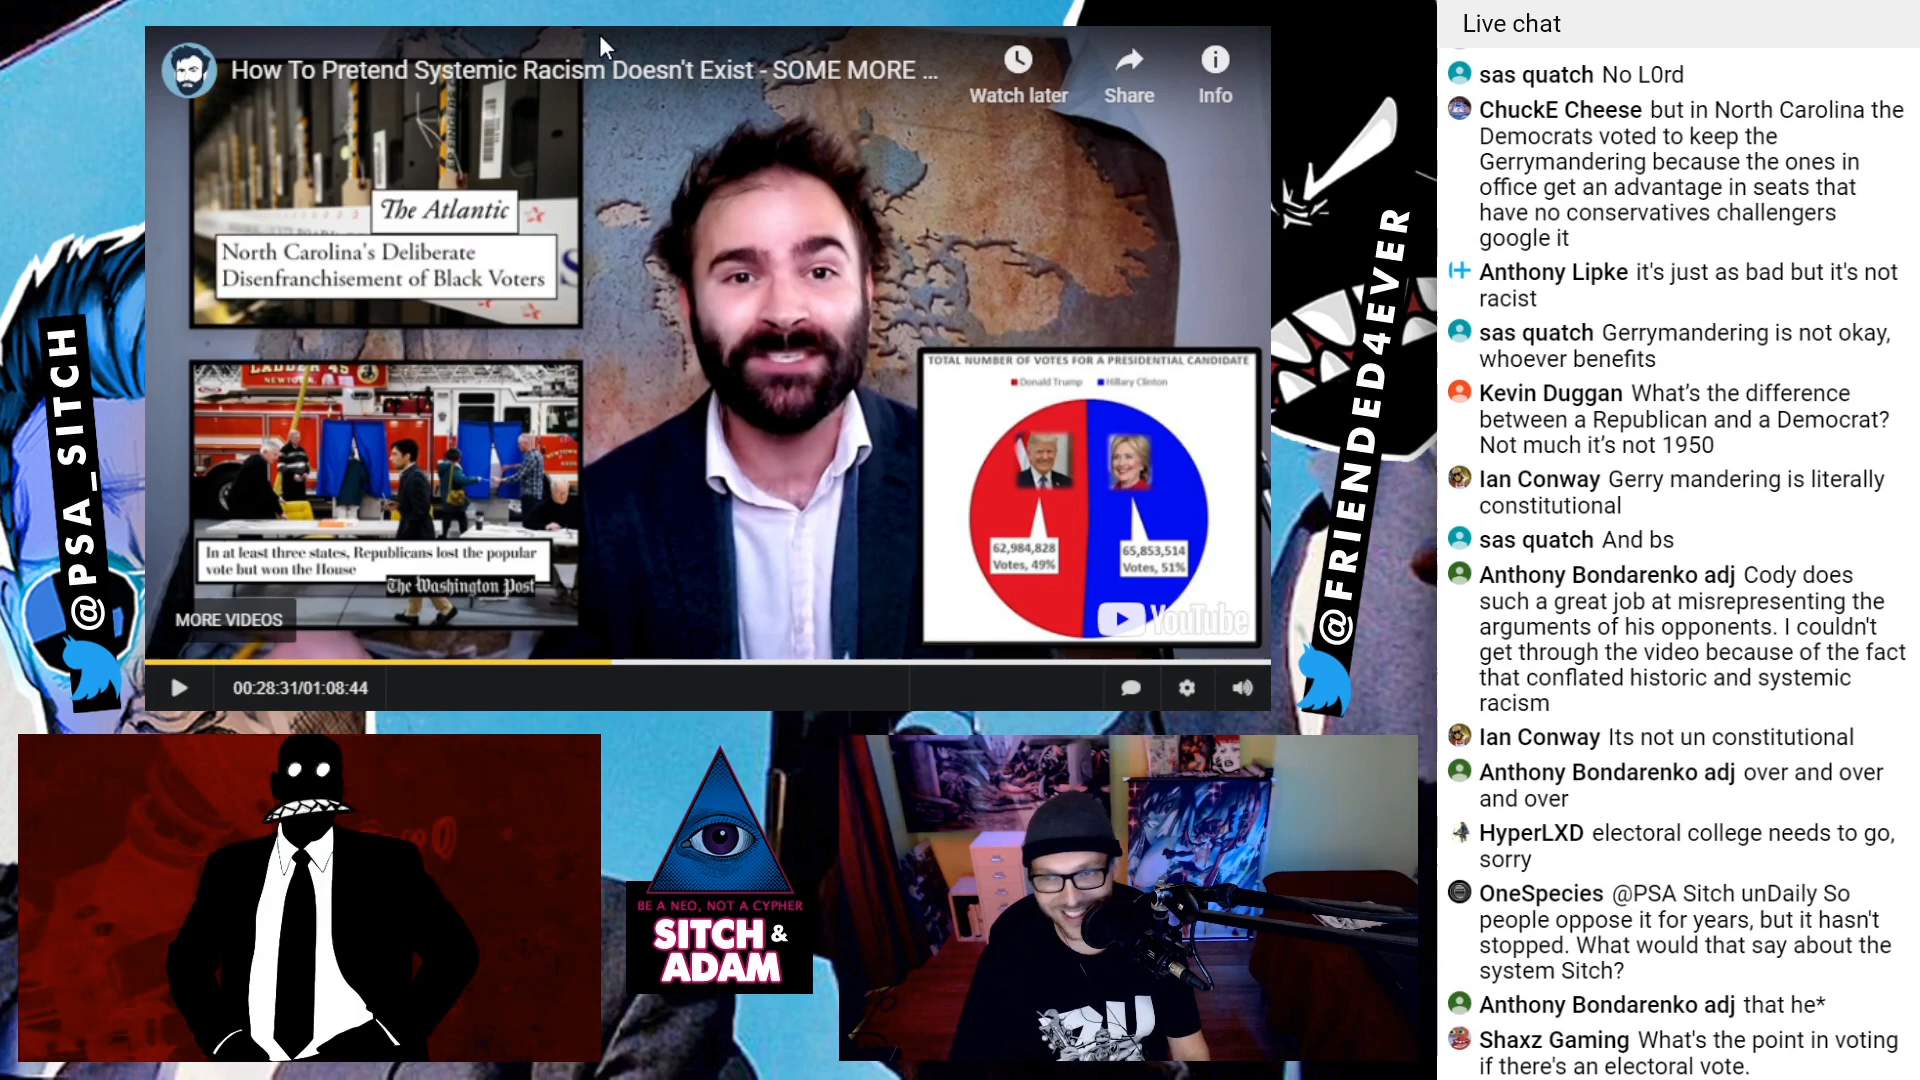 How To Pretend Systemic Racism Doesn't Exist - SOME MORE ...
Watch later
Share
Info
The Atlantic
North Carolina's Deliberate
Disenfranchisement of Black Voters
LADDER 45
In at least three states, Republicans lost the popular
vote but won the House
The Washington Post
MORE VIDEOS
TOTAL NUMBER OF VOTES FOR A PRESIDENTIAL CANDIDATE
Donald Trump
Hillary Clinton
62,984,828
Votes, 49%
65,853,514
Votes, 51%
YouTube
00:28:31/01:08:44
@PSA_SITCH
@FRIENDED4EVER
BE A NEO, NOT A CYPHER
SITCH &
ADAM
Live chat
sas quatch No L0rd
ChuckE Cheese but in North Carolina the
Democrats voted to keep the
Gerrymandering because the ones in
office get an advantage in seats that
have no conservatives challengers
google it
Anthony Lipke it's just as bad but it's not
racist
sas quatch Gerrymandering is not okay,
whoever benefits
Kevin Duggan What's the difference
between a Republican and a Democrat?
Not much it's not 1950
Ian Conway Gerry mandering is literally
constitutional
sas quatch And bs
Anthony Bondarenko adj Cody does
such a great job at misrepresenting the
arguments of his opponents. I couldn't
get through the video because of the fact
that conflated historic and systemic
racism
Ian Conway Its not un constitutional
Anthony Bondarenko adj over and over
and over
HyperLXD electoral college needs to go,
sorry
OneSpecies @PSA Sitch unDaily So
people oppose it for years, but it hasn't
stopped. What would that say about the
system Sitch?
Anthony Bondarenko adj that he*
Shaxz Gaming What's the point in voting
if there's an electoral vote.